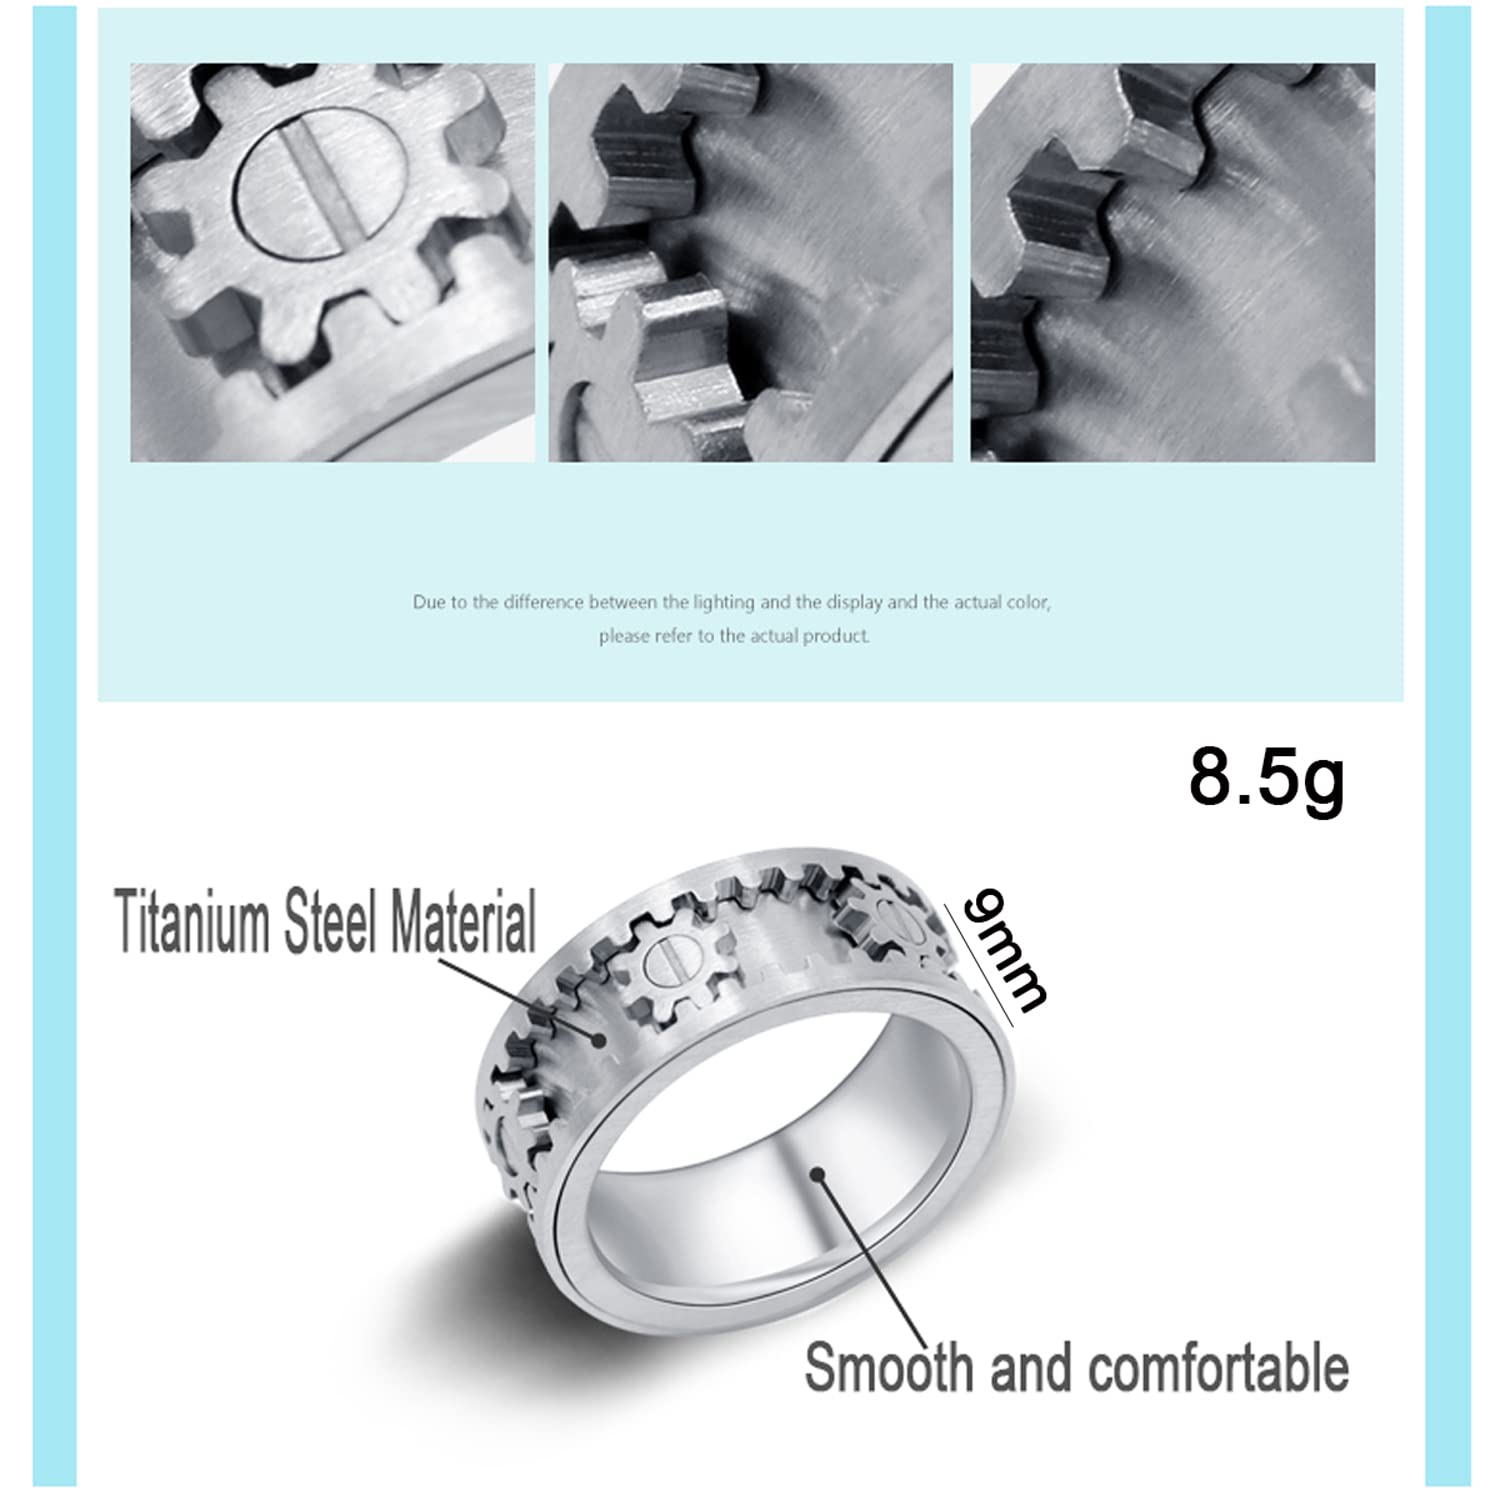 Due to the difference between the lighting and the display and the actual color,
please refer to the actual product.
8.5g
Titanium Steel Material
9mm
Smooth and comfortable